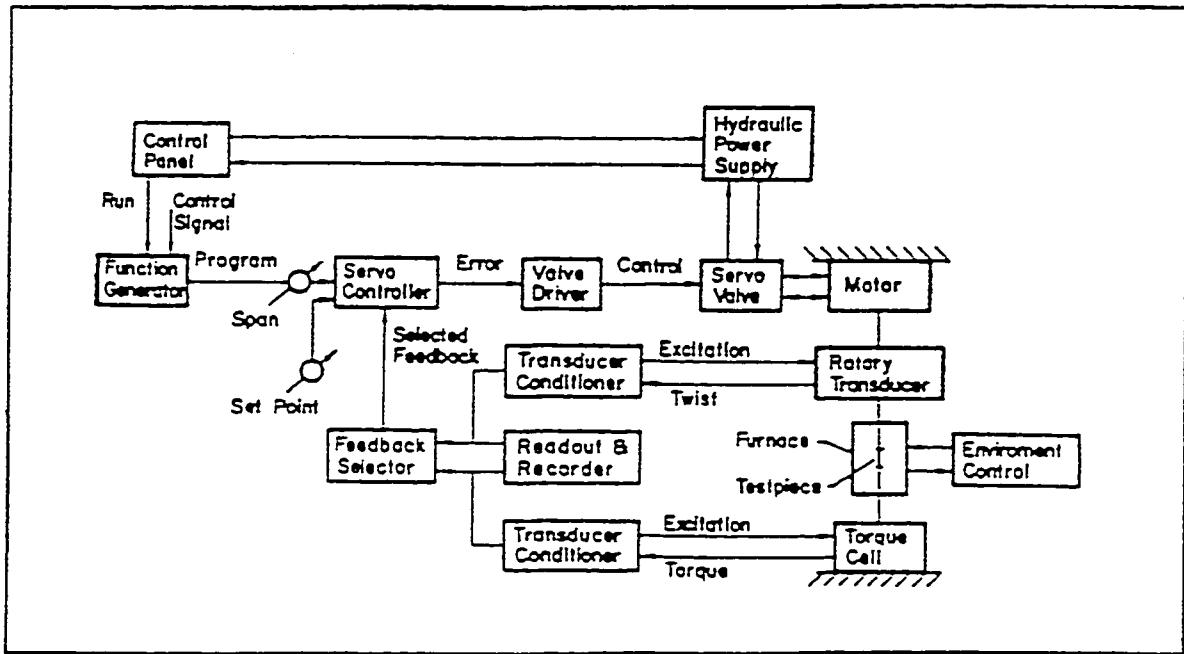 Control
Panel
Hydraulic
Power
Supply
Run
Control
Signal
Function
Generator
Program
Span
Set Point
Servo
Controller
Error
Valve
Driver
Control
Servo
Valve
Motor
Selected
Feedback
Transducer
Conditioner
Excitation
Twist
Rotary
Transducer
Feedback
Selector
Readout &
Recorder
Furnace
Testpiece
Enviroment
Control
Transducer
Conditioner
Excitation
Torque
Torque
Cell